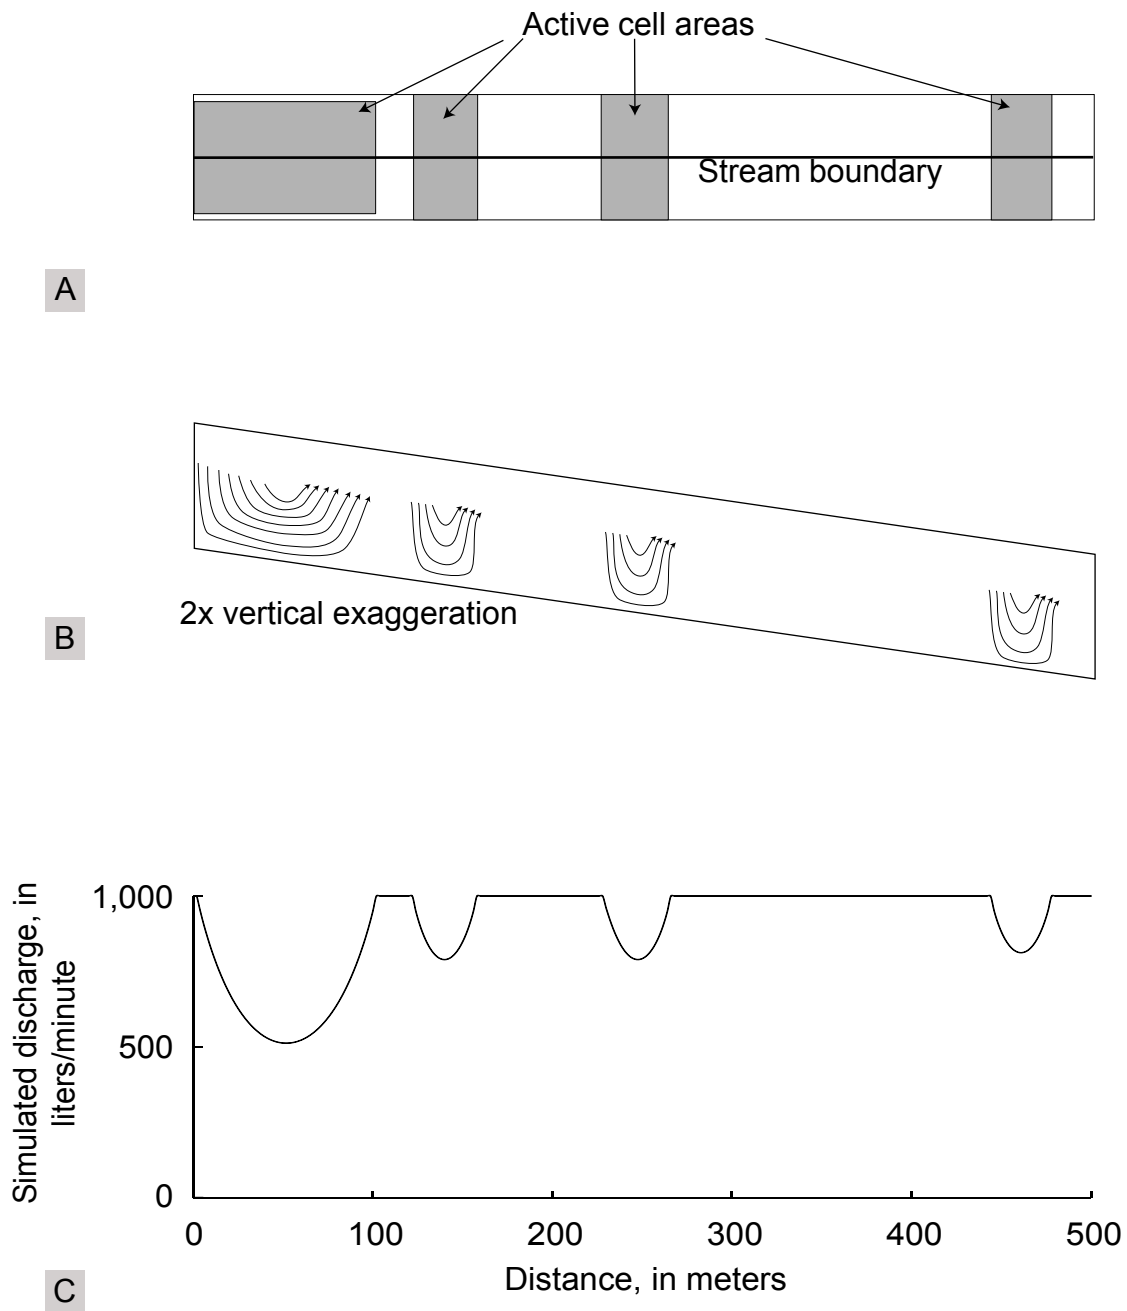 Active cell areas
Stream boundary
A
2x vertical exaggeration
B
Simulated discharge, in
liters/minute
1,000
500
0
0 100 200 300 400 500
Distance, in meters
C